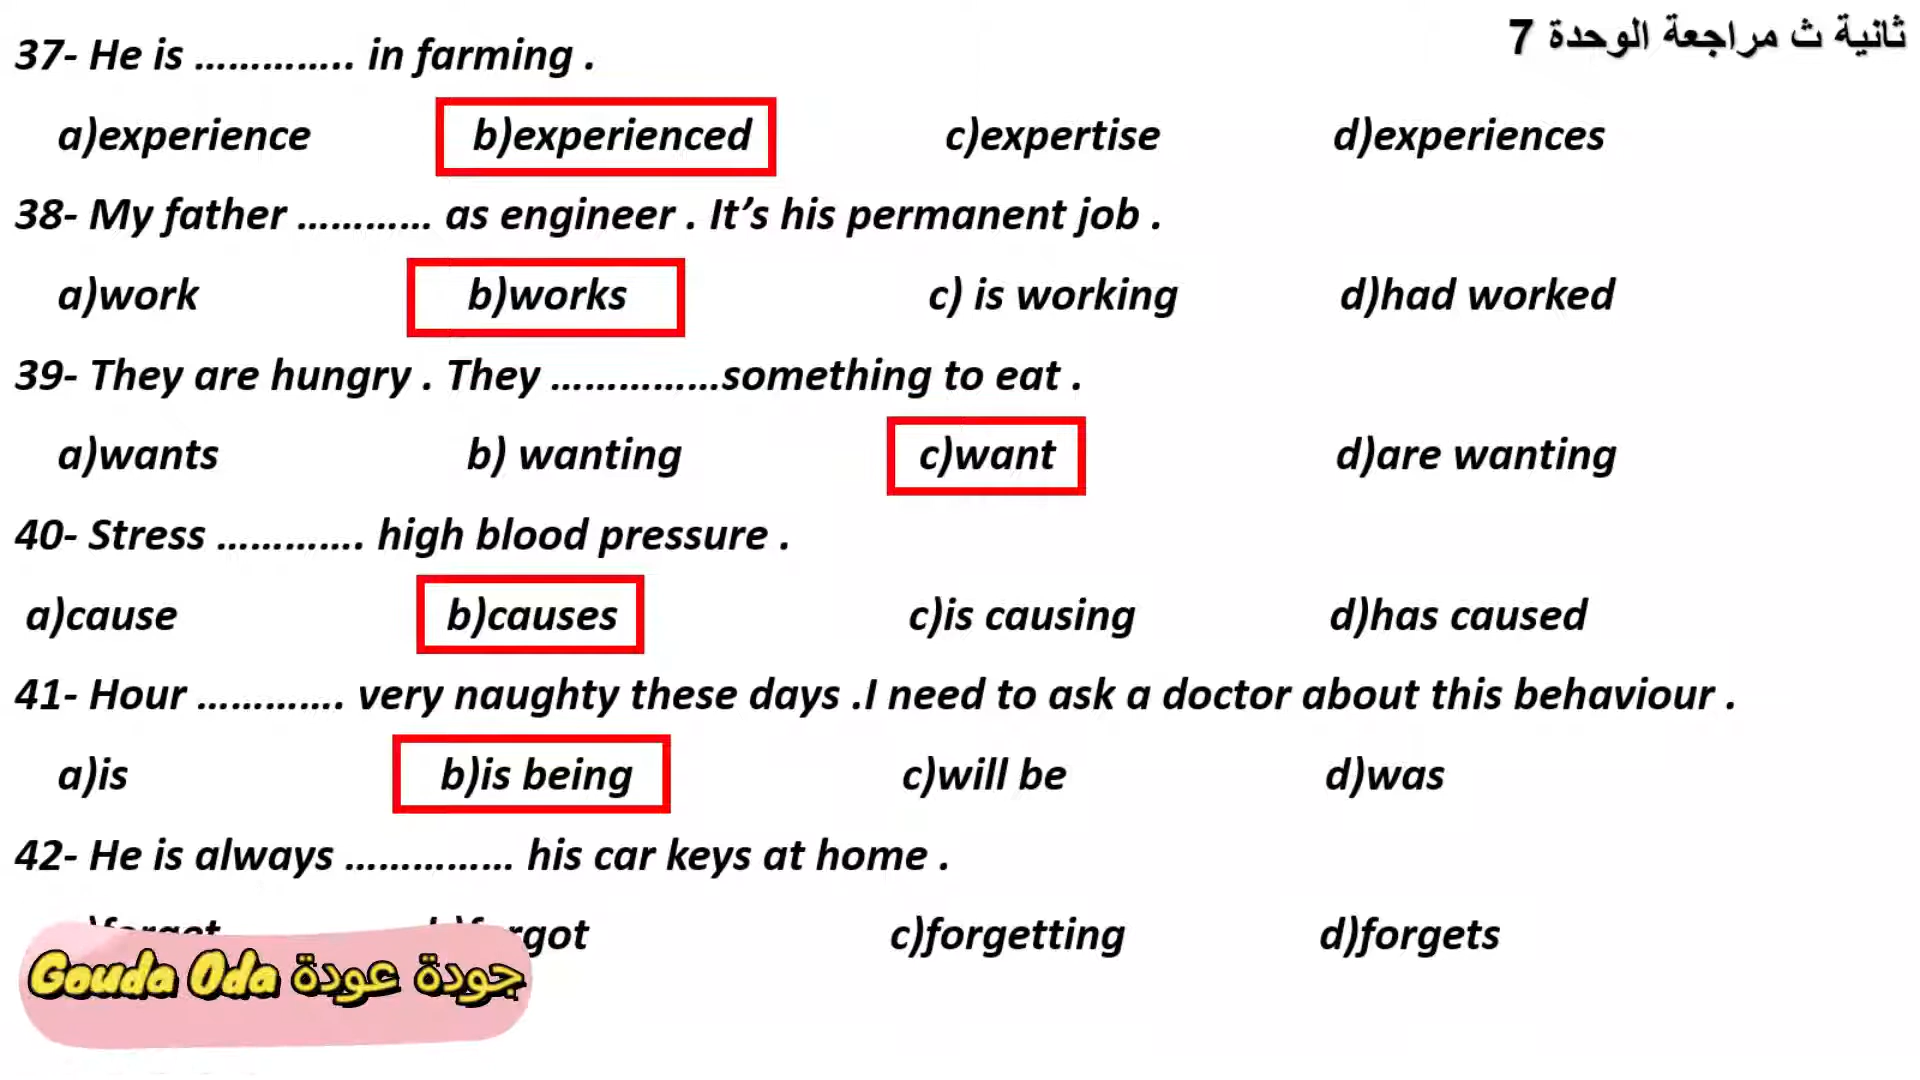 ثانية ث مراجعة الوحدة 7
37- He is ………….. in farming .
a)experience b)experienced c)expertise d)experiences
38- My father ………… as engineer . It’s his permanent job .
a)work b)works c) is working d)had worked
39- They are hungry . They ……………something to eat .
a)wants b) wanting c)want d)are wanting
40- Stress …………. high blood pressure .
a)cause b)causes c)is causing d)has caused
41- Hour …………. very naughty these days .I need to ask a doctor about this behaviour .
a)is b)is being c)will be d)was
42- He is always …………… his car keys at home .
c)forgetting d)forgets
Gouda Oda جودة عودة